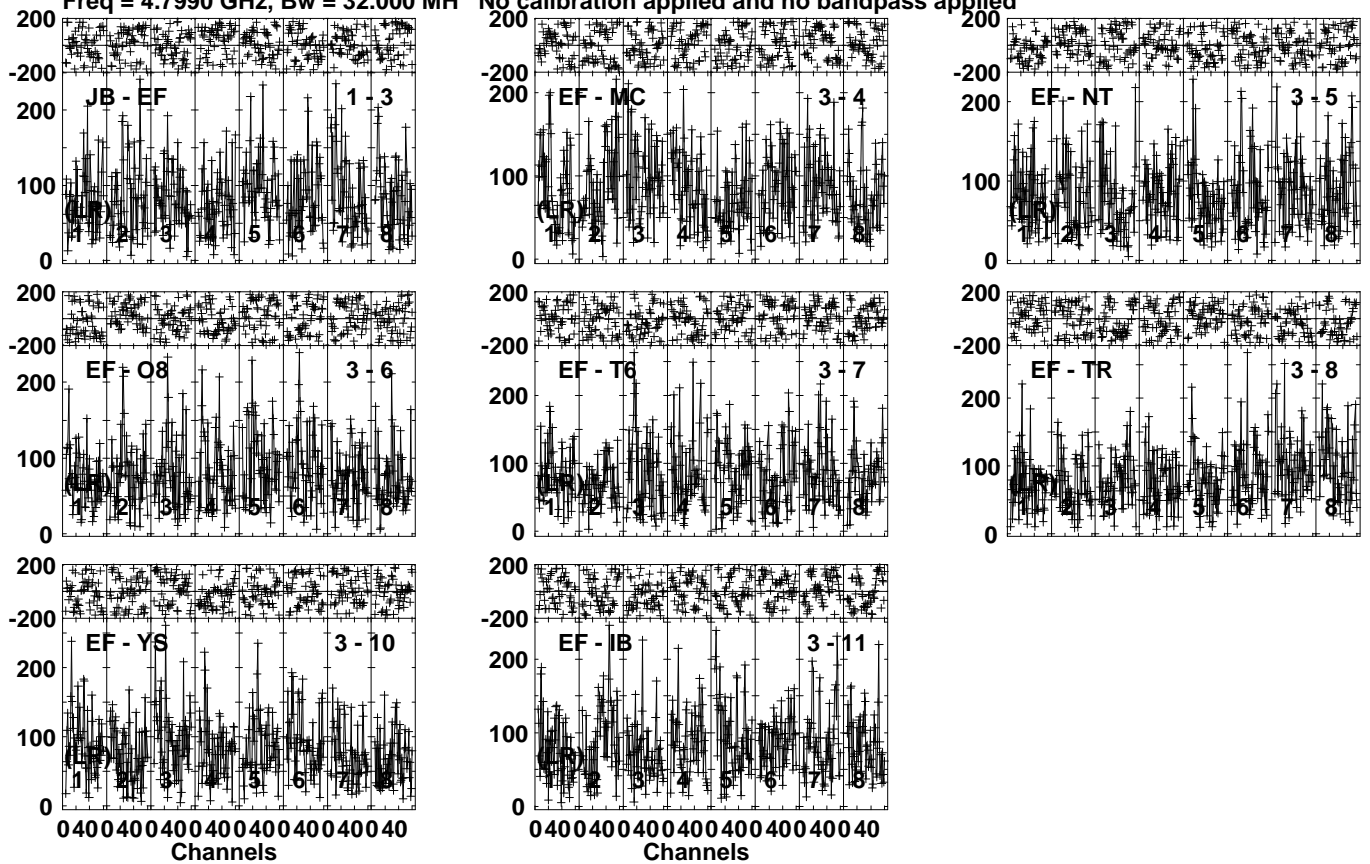 Freq = 4.7990 GHz, Bw = 32.000 MH No calibration applied and no bandpass applied
200 200 200
-200 -200 -200
JB - EF 1 - 3 EF - MC 3 - 4 EF - NT 3 - 5
200 200 200
100 100 100
(LR) (LR) (LR)
1 2 3 4 5 6 7 8 1 2 3 4 5 6 7 8 1 2 3 4 5 6 7 8
0 0 0
200 200 200
-200 -200 -200
EF - O8 3 - 6 EF - T6 3 - 7 EF - TR 3 - 8
200 200 200
100 100 100
(LR) (LR) (LR)
1 2 3 4 5 6 7 8 1 2 3 4 5 6 7 8 1 2 3 4 5 6 7 8
0 0 0
200 200
-200 -200
EF - YS 3 - 10 EF - IB 3 - 11
200 200
100 100
(LR) (LR)
1 2 3 4 5 6 7 8 1 2 3 4 5 6 7 8
0 0
0 40 0 40 0 40 0 40 0 40 0 40 0 40 0 40 0 40 0 40 0 40 0 40 0 40 0 40 0 40 0 40
Channels Channels